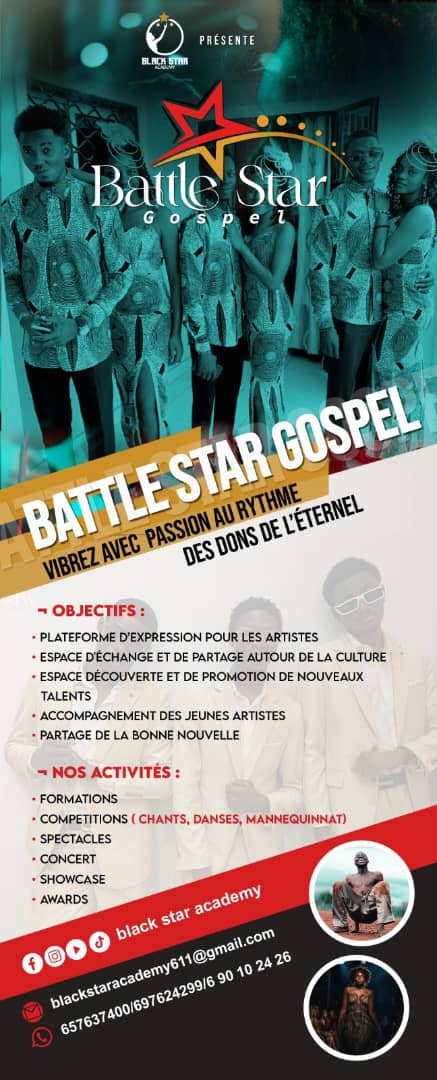 BLACK STAR
ACADEMY
PRÉSENTE
Battle Star
Gospel
BATTLE STAR GOSPEL
VIBREZ AVEC PASSION AU RYTHME
DES DONS DE L'ÉTERNEL
¬ OBJECTIFS :
• PLATEFORME D'EXPRESSION POUR LES ARTISTES
• ESPACE D'ÉCHANGE ET DE PARTAGE AUTOUR DE LA CULTURE
• ESPACE DÉCOUVERTE ET DE PROMOTION DE NOUVEAUX
TALENTS
• ACCOMPAGNEMENT DES JEUNES ARTISTES
• PARTAGE DE LA BONNE NOUVELLE
¬ NOS ACTIVITÉS :
• FORMATIONS
• COMPETITIONS ( CHANTS, DANSES, MANNEQUINNAT)
• SPECTACLES
• CONCERT
• SHOWCASE
• AWARDS
black star academy
blackstaracademy611@gmail.com
657637400/697624299/6 90 10 24 26